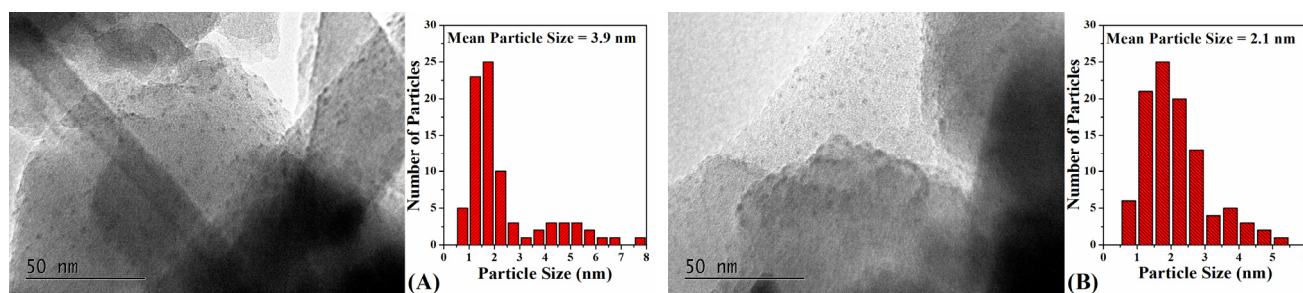 50 nm
(A)
Mean Particle Size = 3.9 nm
Number of Particles
30
25
20
15
10
5
0
1 2 3 4 5 6 7 8
Particle Size (nm)
50 nm
(B)
Mean Particle Size = 2.1 nm
Number of Particles
30
25
20
15
10
5
0
0 1 2 3 4 5
Particle Size (nm)